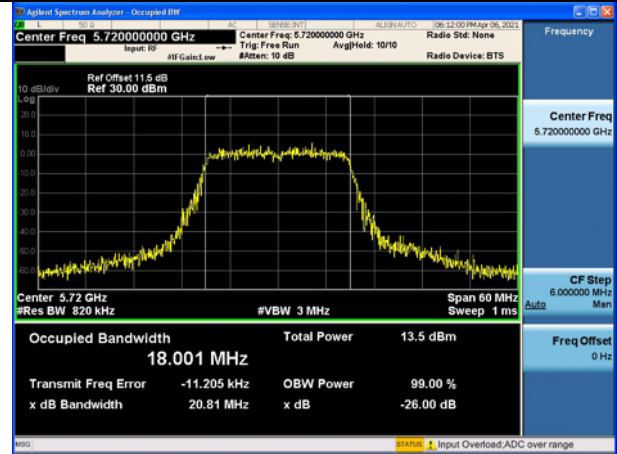 Agilent Spectrum Analyzer - Occupied BW
L 50 Ω AC SENSE:INT ALIGNAUTO 06:12:00 PM Apr 06, 2021
Center Freq 5.720000000 GHz
Center Freq: 5.720000000 GHz
Radio Std: None
Input: RF
Trig: Free Run
Avg|Hold: 10/10
#IFGain:Low
#Atten: 10 dB
Radio Device: BTS
Ref Offset 11.5 dB
10 dB/div
Ref 30.00 dBm
Log
20.0
10.0
0.00
-10.0
-20.0
-30.0
-40.0
-50.0
-60.0
Center 5.72 GHz
Span 60 MHz
#Res BW 820 kHz
#VBW 3 MHz
Sweep 1 ms
Occupied Bandwidth
Total Power 13.5 dBm
18.001 MHz
Transmit Freq Error -11.205 kHz
OBW Power 99.00 %
x dB Bandwidth 20.81 MHz
x dB -26.00 dB
MSG
STATUS
Input Overload;ADC over range
Frequency
Center Freq
5.720000000 GHz
CF Step
6.000000 MHz
Auto Man
Freq Offset
0 Hz